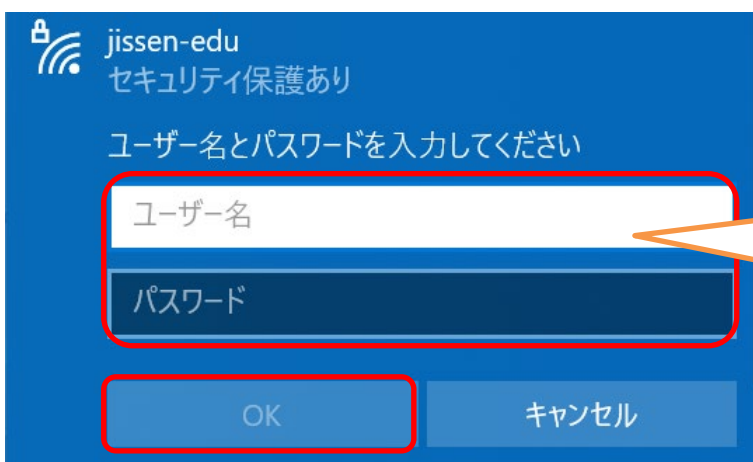 jissen-edu
セキュリティ保護あり
ユーザー名とパスワードを入力してください
ユーザー名
パスワード
OK キャンセル